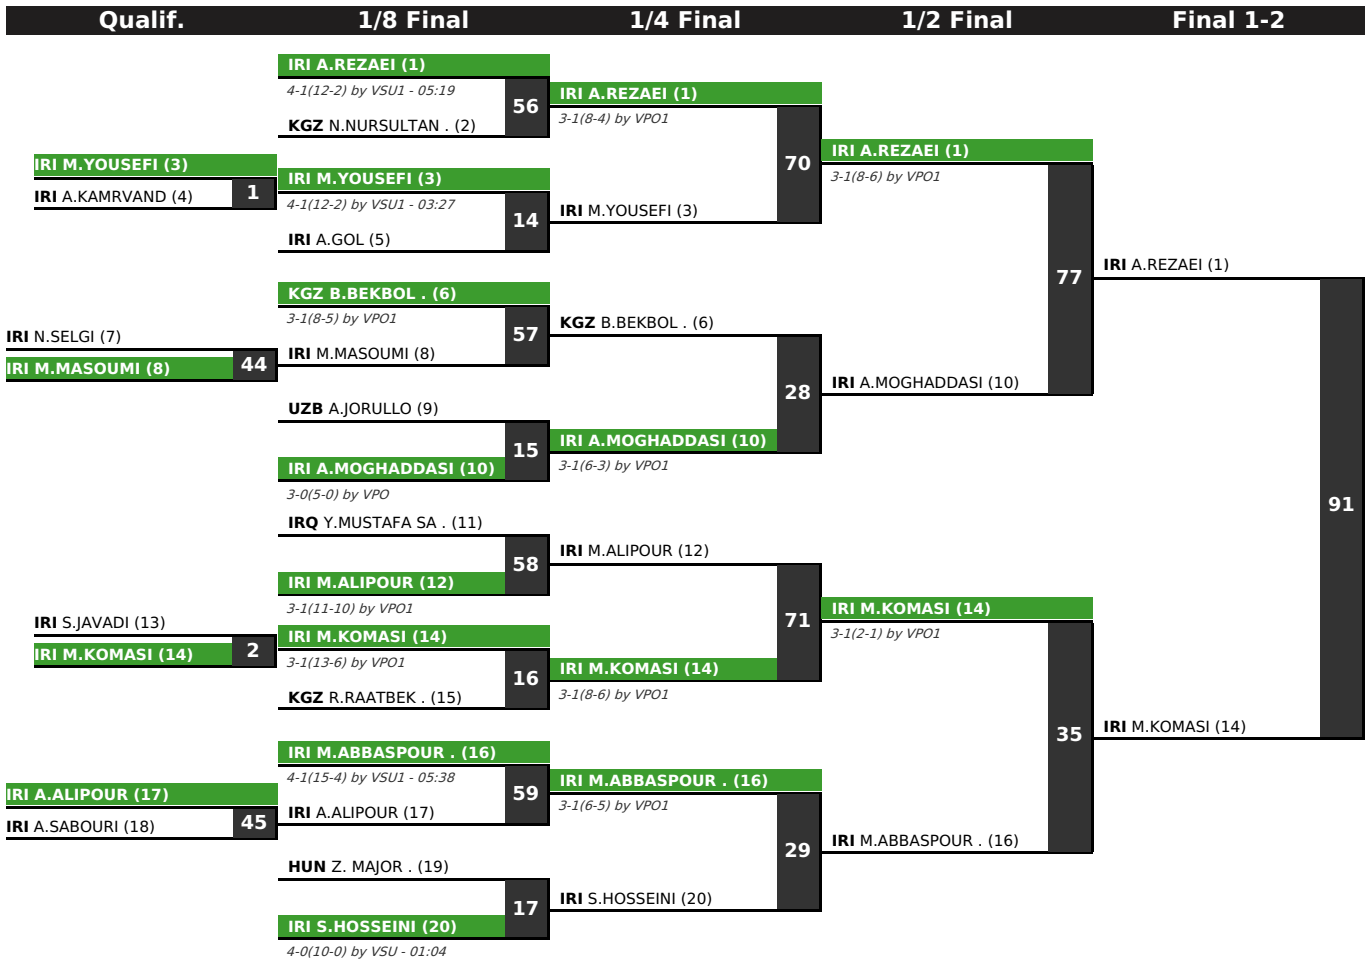 Qualif.
1/8 Final
1/4 Final
1/2 Final
Final 1-2
IRI M.YOUSEFI (3)
IRI A.KAMRVAND (4)
1
IRI N.SELGI (7)
IRI M.MASOUMI (8)
44
IRI S.JAVADI (13)
IRI M.KOMASI (14)
2
IRI A.ALIPOUR (17)
IRI A.SABOURI (18)
45
IRI A.REZAEI (1)
4-1(12-2) by VSU1 - 05:19
KGZ N.NURSULTAN . (2)
56
IRI M.YOUSEFI (3)
4-1(12-2) by VSU1 - 03:27
IRI A.GOL (5)
14
KGZ B.BEKBOL . (6)
3-1(8-5) by VPO1
IRI M.MASOUMI (8)
57
UZB A.JORULLO (9)
IRI A.MOGHADDASI (10)
3-0(5-0) by VPO
15
IRQ Y.MUSTAFA SA . (11)
IRI M.ALIPOUR (12)
3-1(11-10) by VPO1
58
IRI M.KOMASI (14)
3-1(13-6) by VPO1
KGZ R.RAATBEK . (15)
16
IRI M.ABBASPOUR . (16)
4-1(15-4) by VSU1 - 05:38
IRI A.ALIPOUR (17)
59
HUN Z. MAJOR . (19)
IRI S.HOSSEINI (20)
4-0(10-0) by VSU - 01:04
17
IRI A.REZAEI (1)
3-1(8-4) by VPO1
IRI M.YOUSEFI (3)
70
KGZ B.BEKBOL . (6)
IRI A.MOGHADDASI (10)
3-1(6-3) by VPO1
28
IRI M.ALIPOUR (12)
IRI M.KOMASI (14)
3-1(8-6) by VPO1
71
IRI M.ABBASPOUR . (16)
3-1(6-5) by VPO1
IRI S.HOSSEINI (20)
29
IRI A.REZAEI (1)
3-1(8-6) by VPO1
IRI A.MOGHADDASI (10)
77
IRI M.KOMASI (14)
3-1(2-1) by VPO1
IRI M.ABBASPOUR . (16)
35
IRI A.REZAEI (1)
IRI M.KOMASI (14)
91